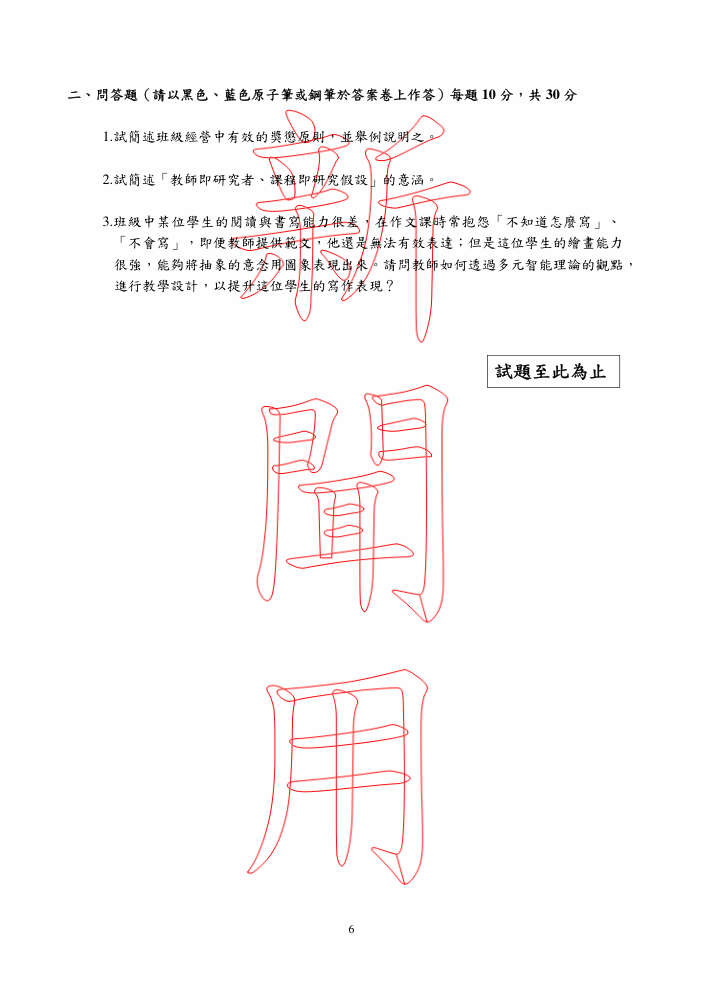 二、問答題（請以黑色、藍色原子筆或鋼筆於答案卷上作答）每題 10 分，共 30 分
1.試簡述班級經營中有效的獎懲原則，並舉例說明之。
2.試簡述「教師即研究者、課程即研究假設」的意涵。
3.班級中某位學生的閱讀與書寫能力很差，在作文課時常抱怨「不知道怎麼寫」、
「不會寫」，即便教師提供範文，他還是無法有效表達；但是這位學生的繪畫能力
很強，能夠將抽象的意念用圖象表現出來。請問教師如何透過多元智能理論的觀點，
進行教學設計，以提升這位學生的寫作表現？
試題至此為止
新
聞
用
6